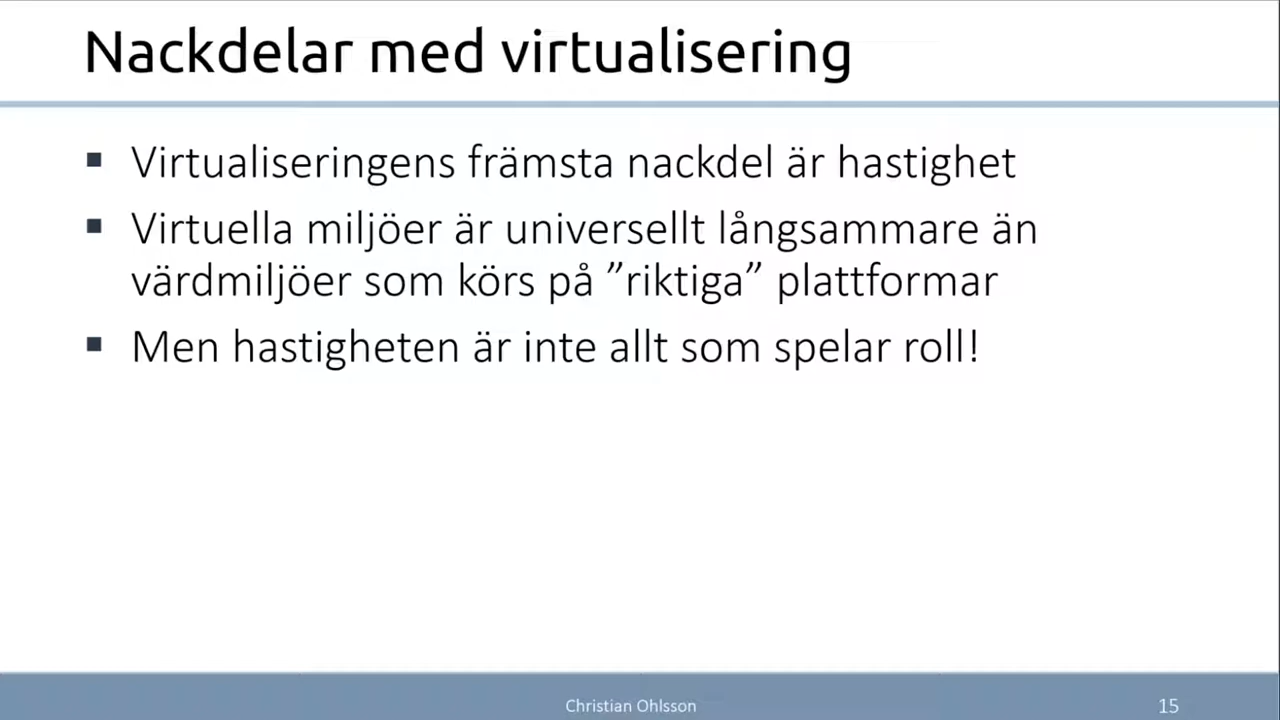 Nackdelar med virtualisering
▪ Virtualiseringens främsta nackdel är hastighet
▪ Virtuella miljöer är universellt långsammare än
värdmiljöer som körs på ”riktiga” plattformar
▪ Men hastigheten är inte allt som spelar roll!
Christian Ohlsson
15